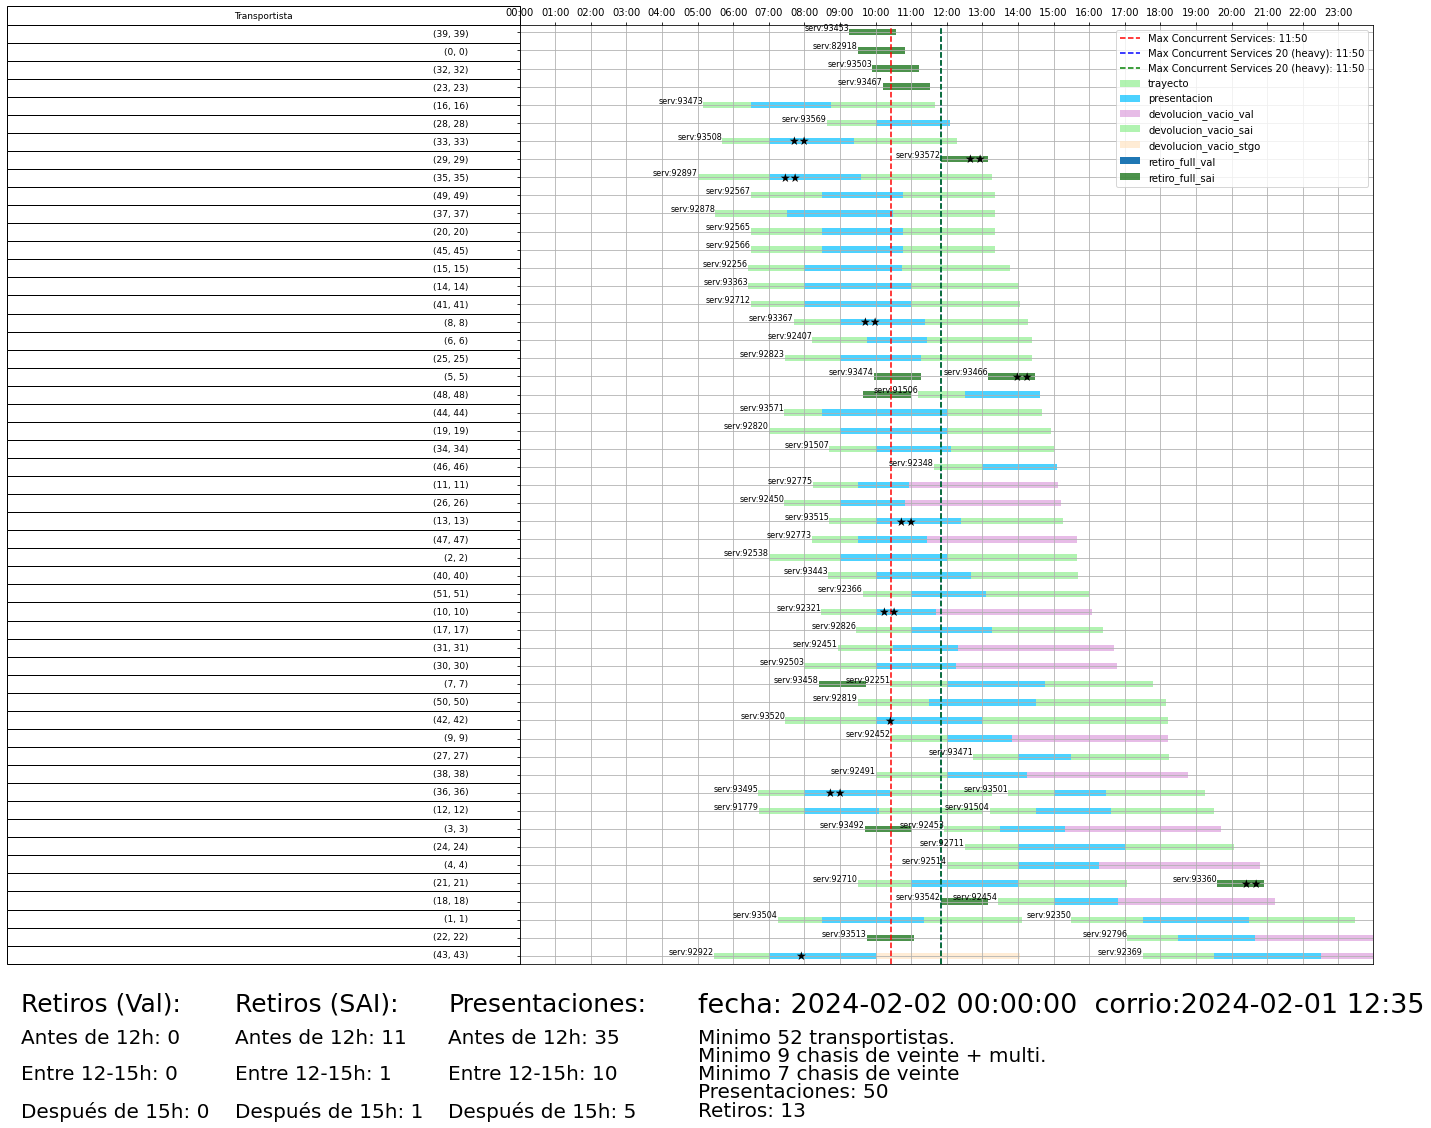 Transportista
00:00 01:00 02:00 03:00 04:00 05:00 06:00 07:00 08:00 09:00 10:00 11:00 12:00 13:00 14:00 15:00 16:00 17:00 18:00 19:00 20:00 21:00 22:00 23:00
Max Concurrent Services: 11:50
Max Concurrent Services 20 (heavy): 11:50
Max Concurrent Services 20 (heavy): 11:50
trayecto
presentacion
devolucion_vacio_val
devolucion_vacio_sai
devolucion_vacio_stgo
retiro_full_val
retiro_full_sai
(39, 39) serv:93453
(0, 0) serv:82918
(32, 32) serv:93503
(23, 23) serv:93467
(16, 16) serv:93473
(28, 28) serv:93569
(33, 33) serv:93508
(29, 29) serv:93572
(35, 35) serv:92897
(49, 49) serv:92567
(37, 37) serv:92878
(20, 20) serv:92565
(45, 45) serv:92566
(15, 15) serv:92256
(14, 14) serv:93363
(41, 41) serv:92712
(8, 8) serv:93367
(6, 6) serv:92407
(25, 25) serv:92823
(5, 5) serv:93474 serv:93466
(48, 48) serv:91506
(44, 44) serv:93571
(19, 19) serv:92820
(34, 34) serv:91507
(46, 46) serv:92348
(11, 11) serv:92775
(26, 26) serv:92450
(13, 13) serv:93515
(47, 47) serv:92773
(2, 2) serv:92538
(40, 40) serv:93443
(51, 51) serv:92366
(10, 10) serv:92321
(17, 17) serv:92826
(31, 31) serv:92451
(30, 30) serv:92503
(7, 7) serv:93458 serv:92251
(50, 50) serv:92819
(42, 42) serv:93520
(9, 9) serv:92452
(27, 27) serv:93471
(38, 38) serv:92491
(36, 36) serv:93495 serv:93501
(12, 12) serv:91779 serv:91504
(3, 3) serv:93492 serv:92453
(24, 24) serv:92711
(4, 4) serv:92514
(21, 21) serv:92710 serv:93360
(18, 18) serv:93542 serv:92454
(1, 1) serv:93504 serv:92350
(22, 22) serv:93513 serv:92796
(43, 43) serv:92922 serv:92369
Retiros (Val):
Antes de 12h: 0
Entre 12-15h: 0
Después de 15h: 0
Retiros (SAI):
Antes de 12h: 11
Entre 12-15h: 1
Después de 15h: 1
Presentaciones:
Antes de 12h: 35
Entre 12-15h: 10
Después de 15h: 5
fecha: 2024-02-02 00:00:00 corrio:2024-02-01 12:35
Minimo 52 transportistas.
Minimo 9 chasis de veinte + multi.
Minimo 7 chasis de veinte
Presentaciones: 50
Retiros: 13